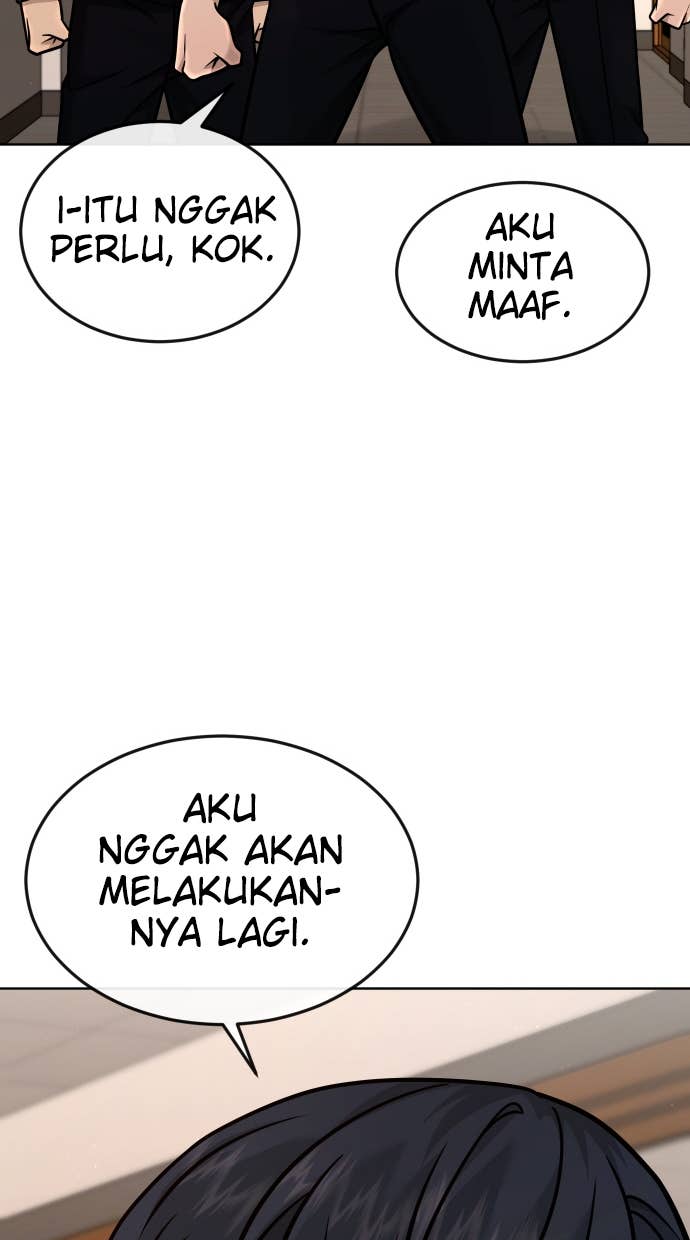 I-ITU NGGAK
PERLU, KOK.
AKU
MINTA
MAAF.
AKU
NGGAK AKAN
MELAKUKAN-
NYA LAGI.